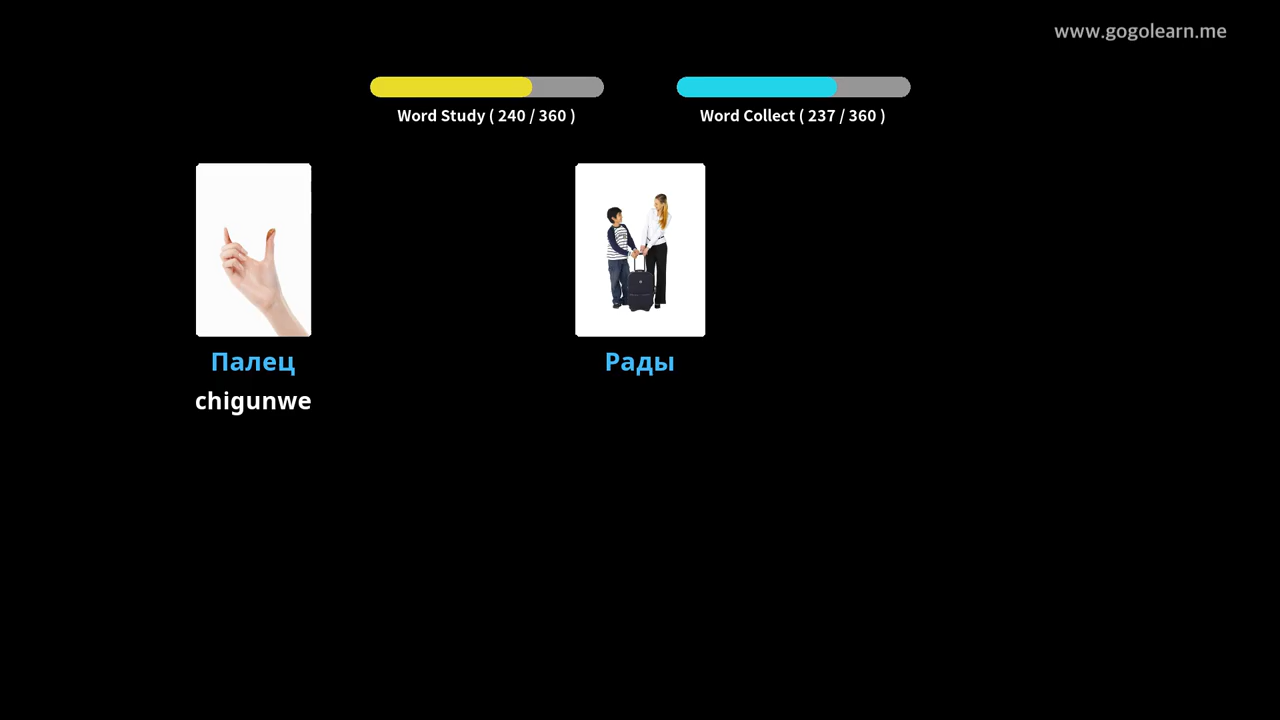 www.gogolearn.me
Word Study ( 240 / 360 )
Word Collect ( 237 / 360 )
Палец
chigunwe
Рады